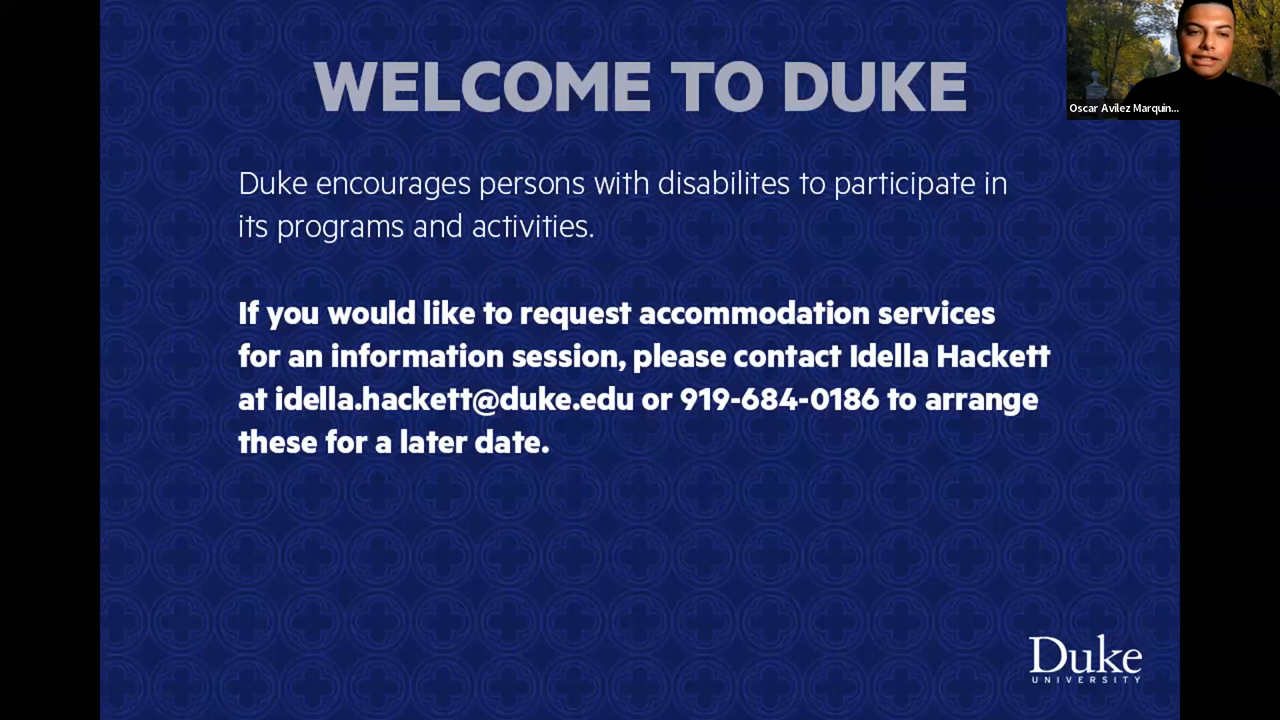 WELCOME TO DUKE
Oscar Avilez Marquin...
Duke encourages persons with disabilites to participate in
its programs and activities.
If you would like to request accommodation services
for an information session, please contact Idella Hackett
at idella.hackett@duke.edu or 919-684-0186 to arrange
these for a later date.
Duke
UNIVERSITY